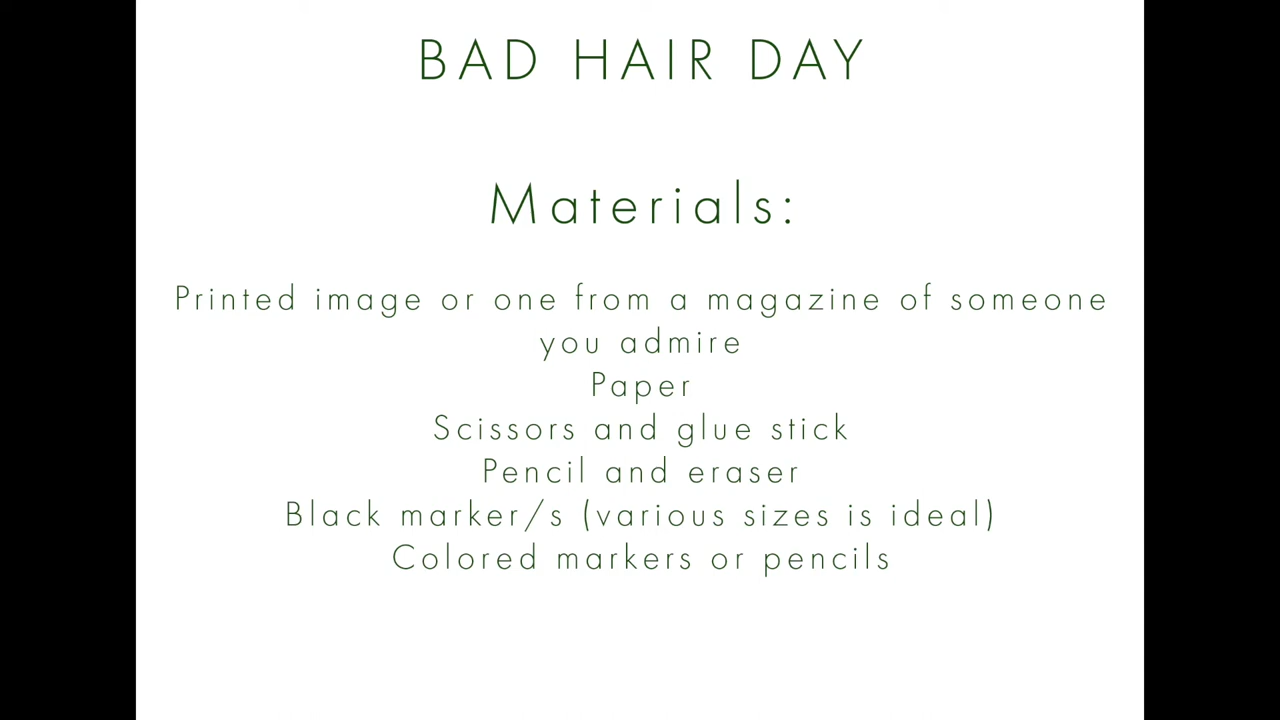 BAD HAIR DAY
Materials:
Printed image or one from a magazine of someone
you admire
Paper
Scissors and glue stick
Pencil and eraser
Black marker/s (various sizes is ideal)
Colored markers or pencils